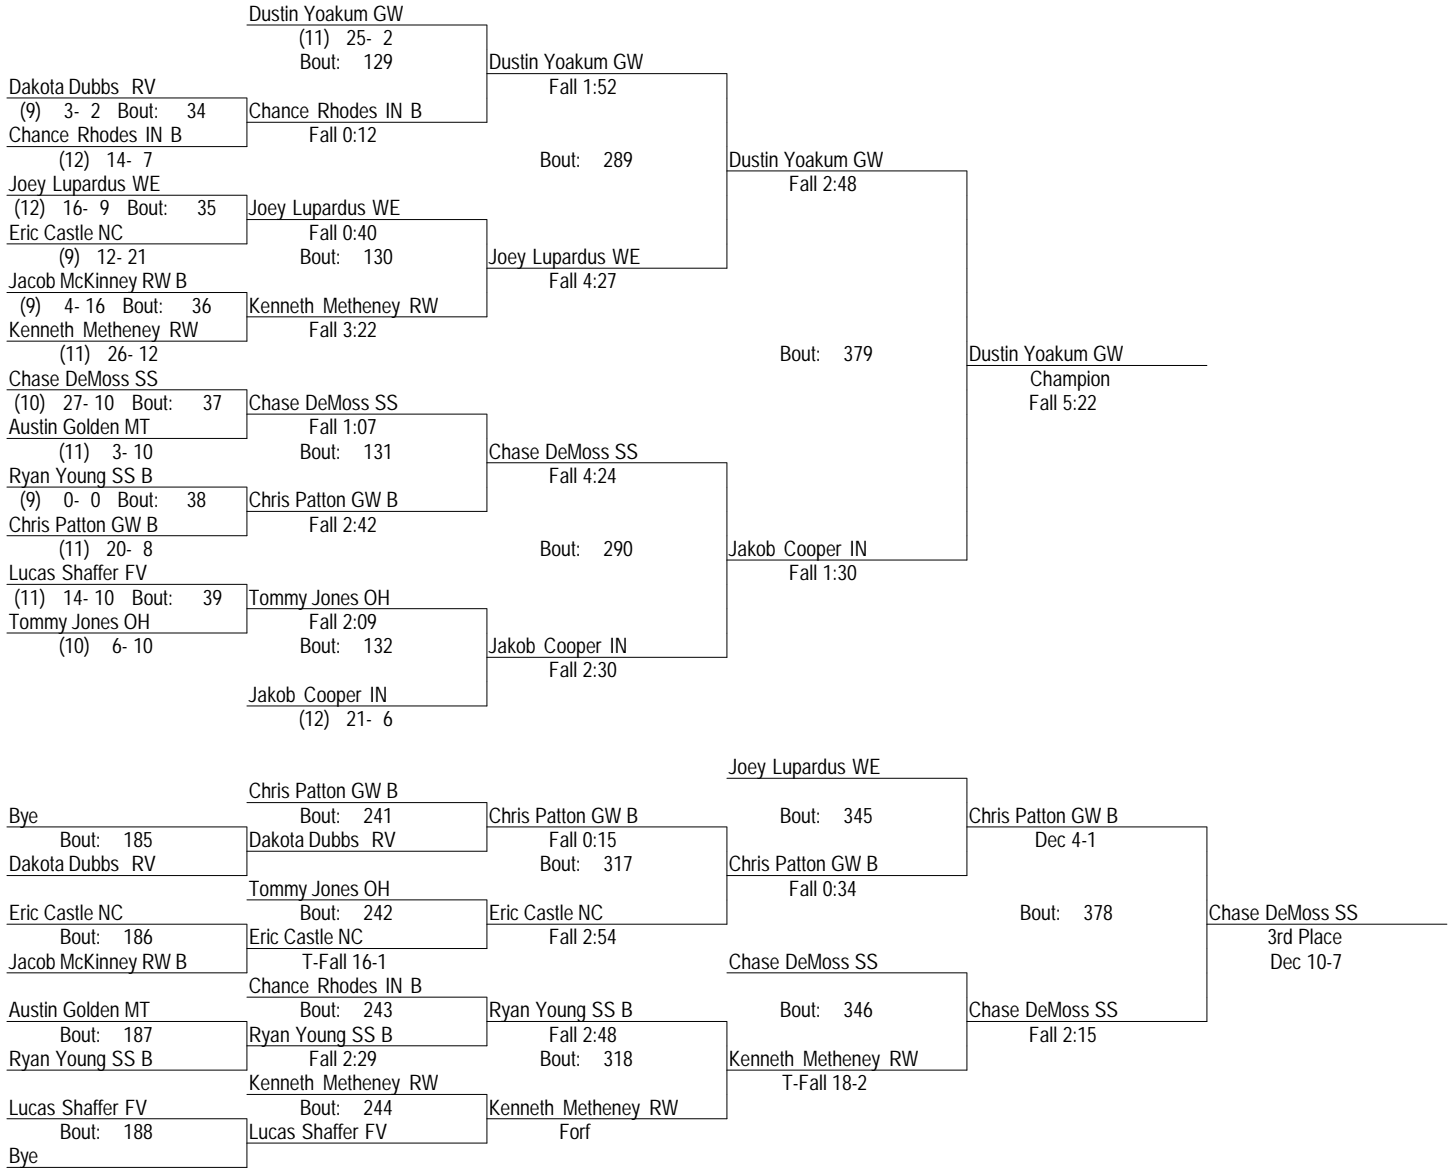 Dustin Yoakum GW
(11) 25- 2
Bout: 129
Dustin Yoakum GW
Dakota Dubbs RV
Fall 1:52
(9) 3- 2 Bout: 34
Chance Rhodes IN B
Chance Rhodes IN B
Fall 0:12
(12) 14- 7
Bout: 289
Dustin Yoakum GW
Joey Lupardus WE
Fall 2:48
(12) 16- 9 Bout: 35
Joey Lupardus WE
Eric Castle NC
Fall 0:40
(9) 12- 21
Bout: 130
Joey Lupardus WE
Jacob McKinney RW B
Fall 4:27
(9) 4- 16 Bout: 36
Kenneth Metheney RW
Kenneth Metheney RW
Fall 3:22
(11) 26- 12
Bout: 379
Dustin Yoakum GW
Chase DeMoss SS
Champion
(10) 27- 10 Bout: 37
Chase DeMoss SS
Fall 5:22
Austin Golden MT
Fall 1:07
(11) 3- 10
Bout: 131
Chase DeMoss SS
Ryan Young SS B
Fall 4:24
(9) 0- 0 Bout: 38
Chris Patton GW B
Chris Patton GW B
Fall 2:42
(11) 20- 8
Bout: 290
Jakob Cooper IN
Lucas Shaffer FV
Fall 1:30
(11) 14- 10 Bout: 39
Tommy Jones OH
Tommy Jones OH
Fall 2:09
(10) 6- 10
Bout: 132
Jakob Cooper IN
Fall 2:30
Jakob Cooper IN
(12) 21- 6
Joey Lupardus WE
Chris Patton GW B
Bye
Bout: 241
Chris Patton GW B
Bout: 345
Chris Patton GW B
Bout: 185
Dakota Dubbs RV
Fall 0:15
Dec 4-1
Dakota Dubbs RV
Bout: 317
Chris Patton GW B
Tommy Jones OH
Fall 0:34
Eric Castle NC
Bout: 242
Eric Castle NC
Bout: 378
Chase DeMoss SS
Bout: 186
Eric Castle NC
Fall 2:54
3rd Place
Jacob McKinney RW B
T-Fall 16-1
Chase DeMoss SS
Dec 10-7
Chance Rhodes IN B
Austin Golden MT
Bout: 243
Ryan Young SS B
Bout: 346
Chase DeMoss SS
Bout: 187
Ryan Young SS B
Fall 2:48
Fall 2:15
Ryan Young SS B
Fall 2:29
Bout: 318
Kenneth Metheney RW
Kenneth Metheney RW
T-Fall 18-2
Lucas Shaffer FV
Bout: 244
Kenneth Metheney RW
Bout: 188
Lucas Shaffer FV
Forf
Bye